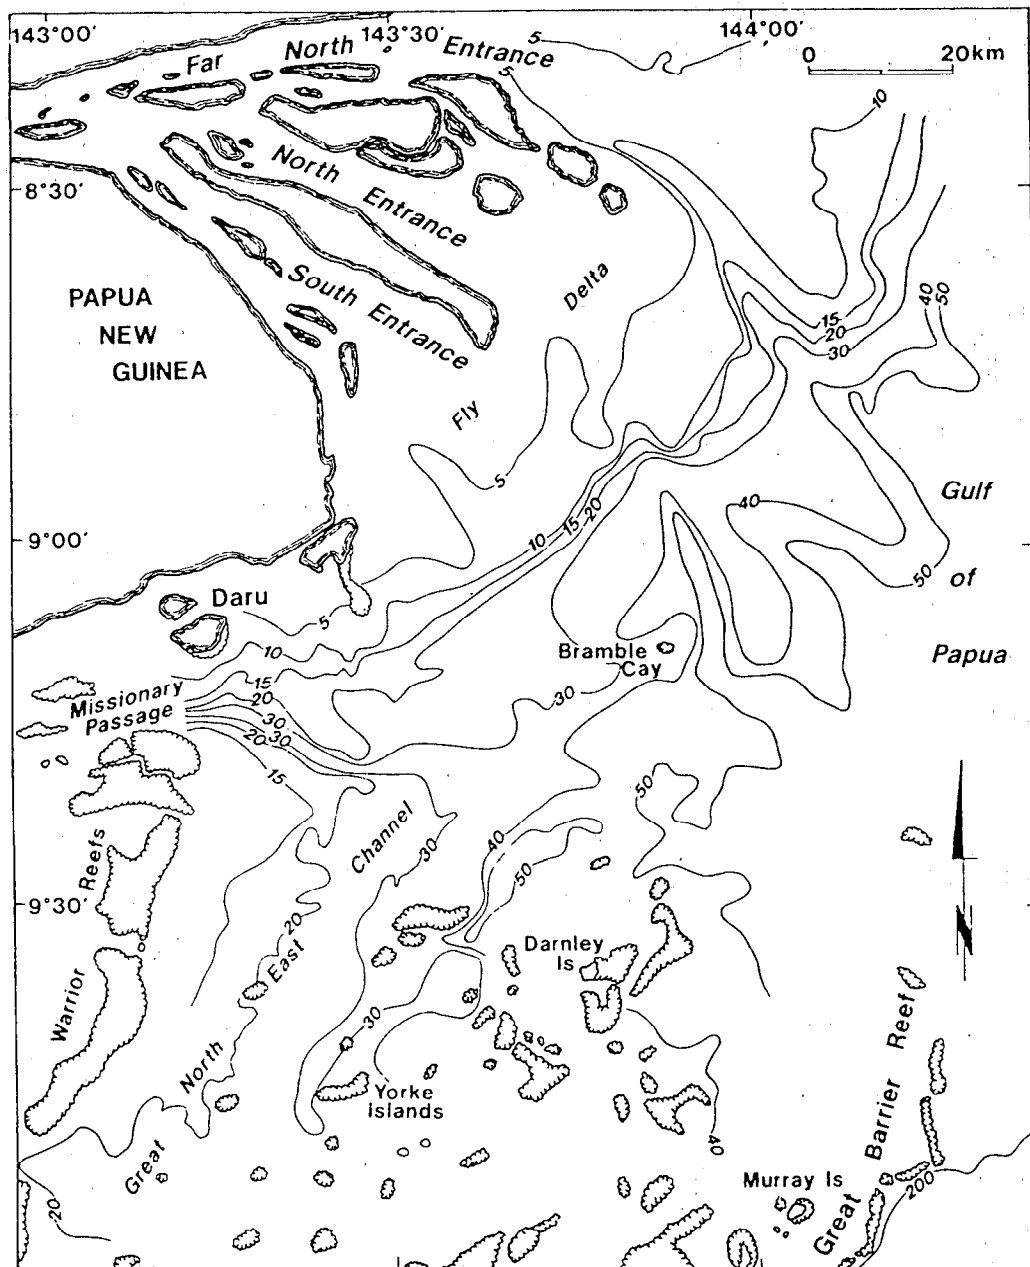 143°00′ 143°30′ 144°00′
0 20km
Far North Entrance
5
5
10
North Entrance
8°30′
South Entrance
Delta
PAPUA
NEW
GUINEA
40
50
15
20
30
Fly
5
Gulf
of
Papua
40
10
15
20
9°00′
50
Daru
5
10
Bramble
Cay
15
Missionary
Passage
20
30
30
20
30
15
50
Channel
40
30
Reefs
50
9°30′
20
East
Darnley
Is
Warrior
30
North
Reef
Yorke
Islands
Barrier
40
Great
Murray Is
200
20
Great
N